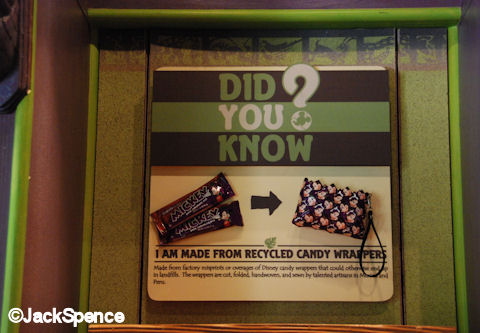 DID ?
YOU
KNOW
MICKEY
MICKEY
I AM MADE FROM RECYCLED CANDY WRAPPERS
Made from factory misprints or overages of Disney candy wrappers that could otherwise end up
in landfills. The wrappers are cut, folded, handwoven, and sewn by talented artisans in Mexico and
Peru.
©JackSpence